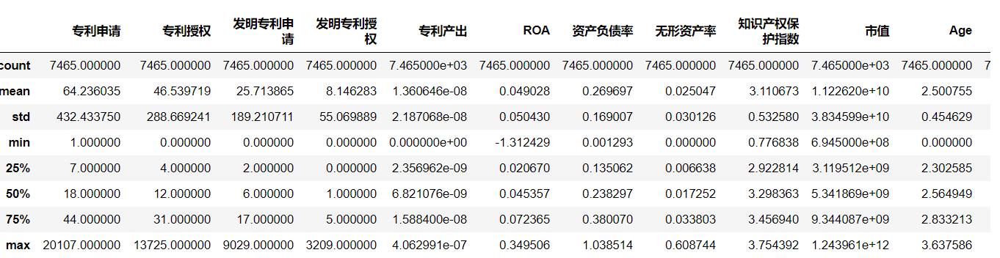 专利申请 专利授权 发明专利申请 发明专利授权 专利产出 ROA 资产负债率 无形资产率 知识产权保护指数 市值 Age
count 7465.000000 7465.000000 7465.000000 7465.000000 7.465000e+03 7465.000000 7465.000000 7465.000000 7465.000000 7.465000e+03 7465.000000 7
mean 64.236035 46.539719 25.713865 8.146283 1.360646e-08 0.049028 0.269697 0.025047 3.110673 1.122620e+10 2.500755
std 432.433750 288.669241 189.210711 55.069889 2.187068e-08 0.050430 0.169007 0.030126 0.532580 3.834599e+10 0.454629
min 1.000000 0.000000 0.000000 0.000000 0.000000e+00 -1.312429 0.001293 0.000000 0.776838 6.945000e+08 0.000000
25% 7.000000 4.000000 2.000000 0.000000 2.356962e-09 0.020670 0.135062 0.006638 2.922814 3.119512e+09 2.302585
50% 18.000000 12.000000 6.000000 1.000000 6.821076e-09 0.045357 0.238297 0.017252 3.298363 5.341869e+09 2.564949
75% 44.000000 31.000000 17.000000 5.000000 1.588400e-08 0.072365 0.380070 0.033803 3.456940 9.344087e+09 2.833213
max 20107.000000 13725.000000 9029.000000 3209.000000 4.062991e-07 0.349506 1.038514 0.608744 3.754392 1.243961e+12 3.637586